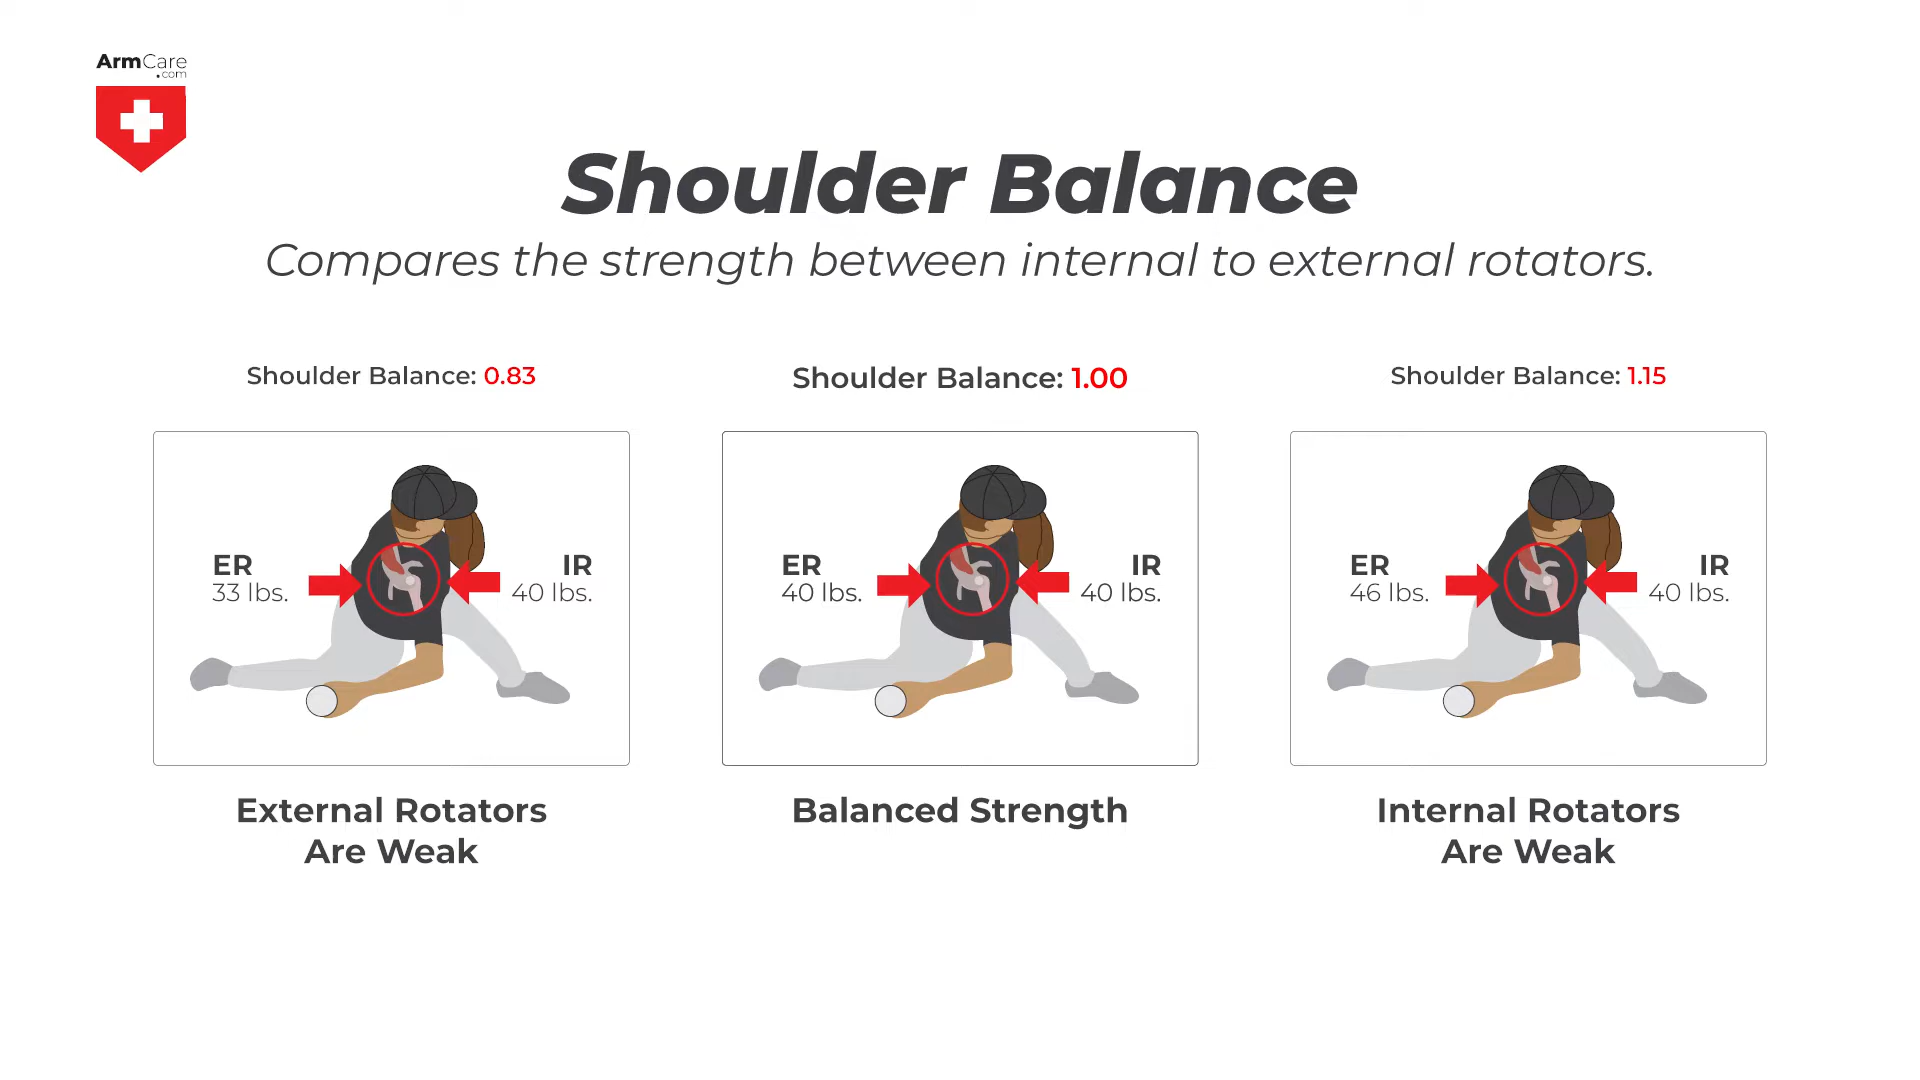 ArmCare
.com
Shoulder Balance
Compares the strength between internal to external rotators.
Shoulder Balance: 0.83
ER
33 lbs.
IR
40 lbs.
External Rotators
Are Weak
Shoulder Balance: 1.00
ER
40 lbs.
IR
40 lbs.
Balanced Strength
Shoulder Balance: 1.15
ER
46 lbs.
IR
40 lbs.
Internal Rotators
Are Weak